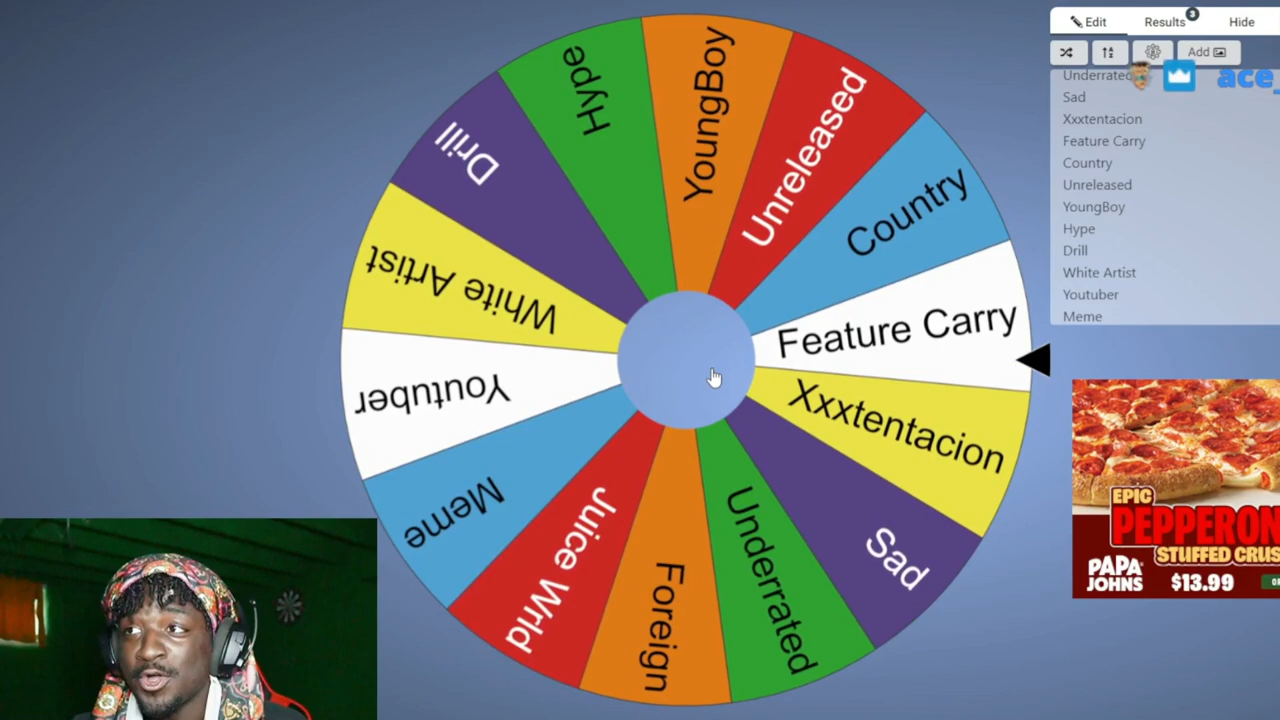 Edit
Results
3
Hide
Add
ace_
Underrated
Sad
Xxxtentacion
Feature Carry
Country
Unreleased
YoungBoy
Hype
Drill
White Artist
Youtuber
Meme
YoungBoy
Unreleased
Country
Feature Carry
Xxxtentacion
Sad
Underrated
Foreign
Juice Wrld
Meme
Youtuber
White Artist
Drill
Hype
EPIC
PEPPERON
STUFFED CRUS
PAPA
JOHNS
$13.99